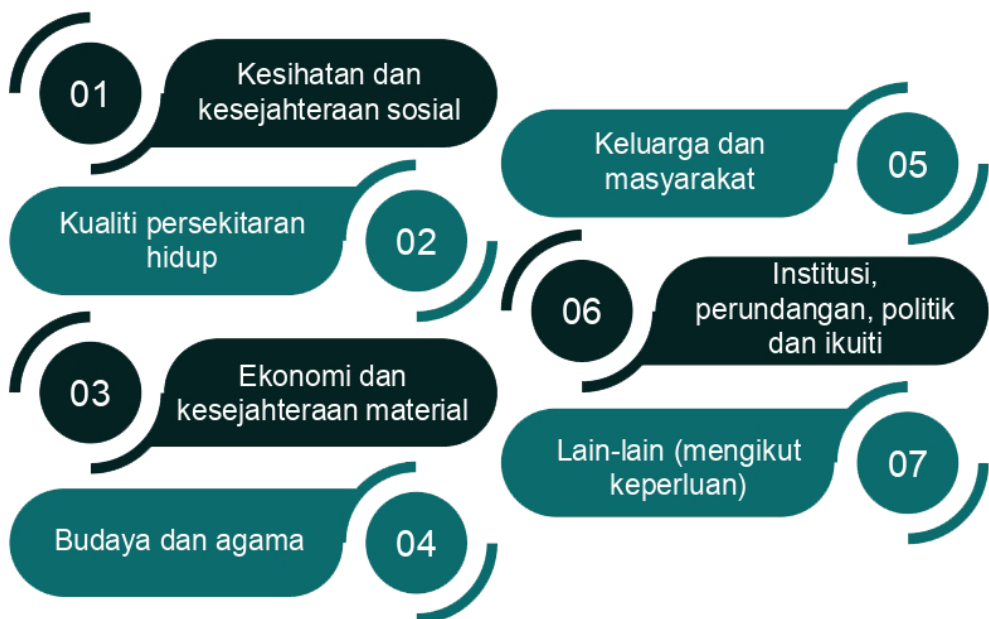 01
Kesihatan dan
kesejahteraan sosial
Kualiti persekitaran
hidup
02
03
Ekonomi dan
kesejahteraan material
Budaya dan agama
04
Keluarga dan
masyarakat
05
06
Institusi,
perundangan, politik
dan ikuiti
Lain-lain (mengikut
keperluan)
07